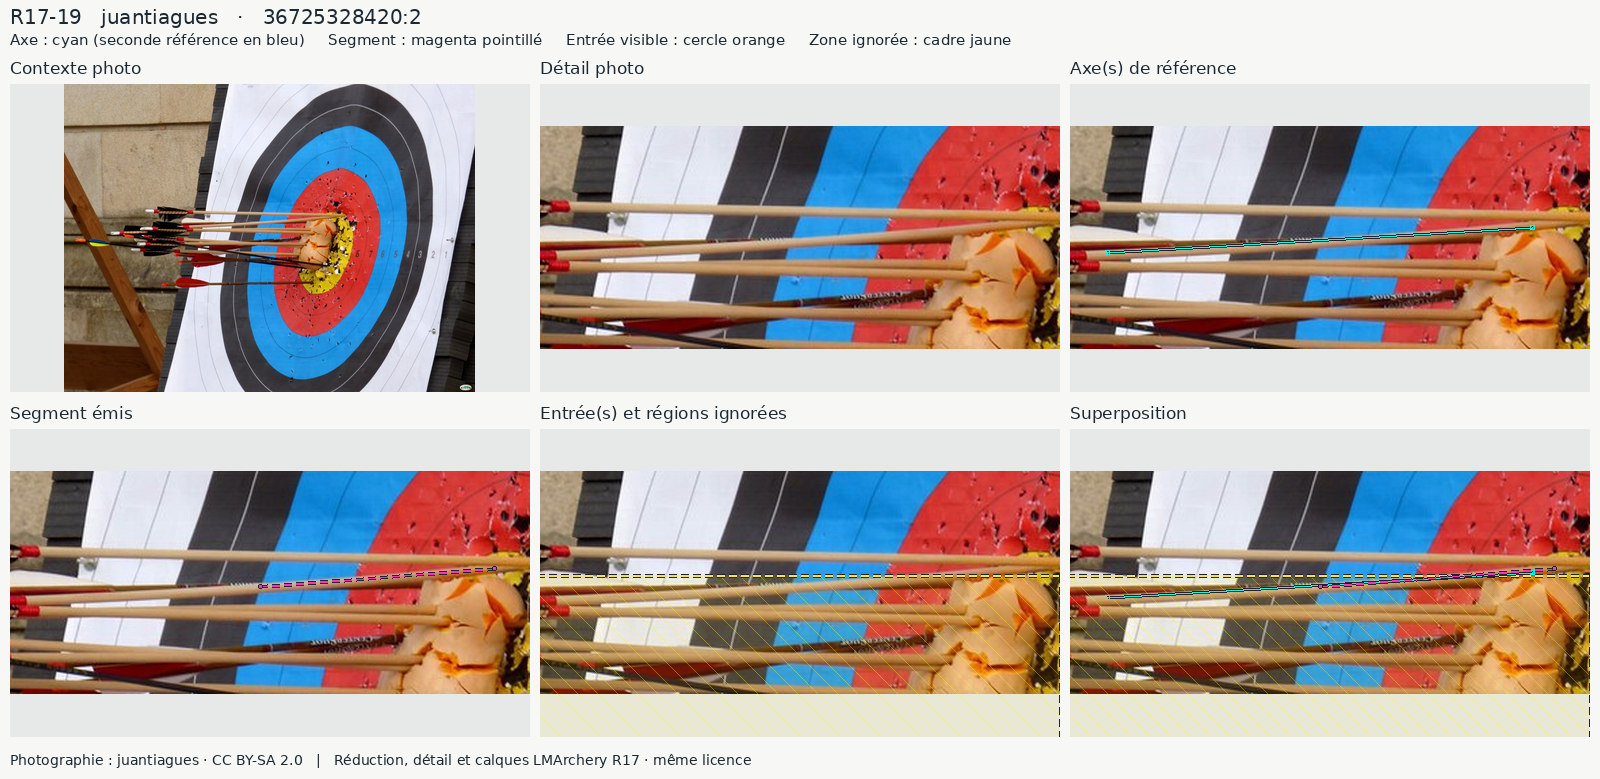 R17-19 juantiagues · 36725328420:2
Axe : cyan (seconde référence en bleu) Segment : magenta pointillé Entrée visible : cercle orange Zone ignorée : cadre jaune
Contexte photo
Détail photo
Axe(s) de référence
Segment émis
Entrée(s) et régions ignorées
Superposition
Photographie : juantiagues · CC BY-SA 2.0 | Réduction, détail et calques LMArchery R17 · même licence